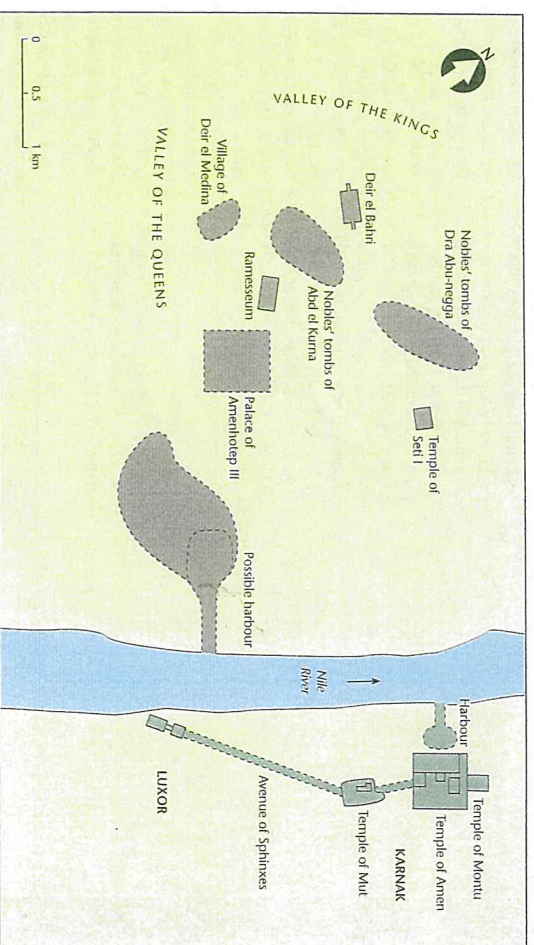 N
VALLEY OF THE KINGS
Nobles' tombs of
Dra Abu-negga
Deir el Bahri
Nobles' tombs of
Abd el Kurna
Temple of
Seti I
Village of
Deir el Medina
Ramesseum
VALLEY OF THE QUEENS
Palace of
Amenhotep III
Possible harbour
Nile
River
Harbour
Temple of Montu
Temple of Amen
KARNAK
Temple of Mut
Avenue of Sphinxes
LUXOR
0
0.5
1 km